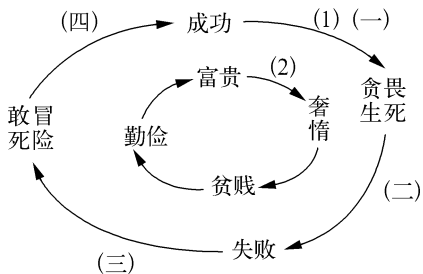 (四)
成功
(1) (一)
富贵
(2)
贪畏
生死
敢冒
死险
勤俭
奢
惰
贫贱
(二)
失败
(三)